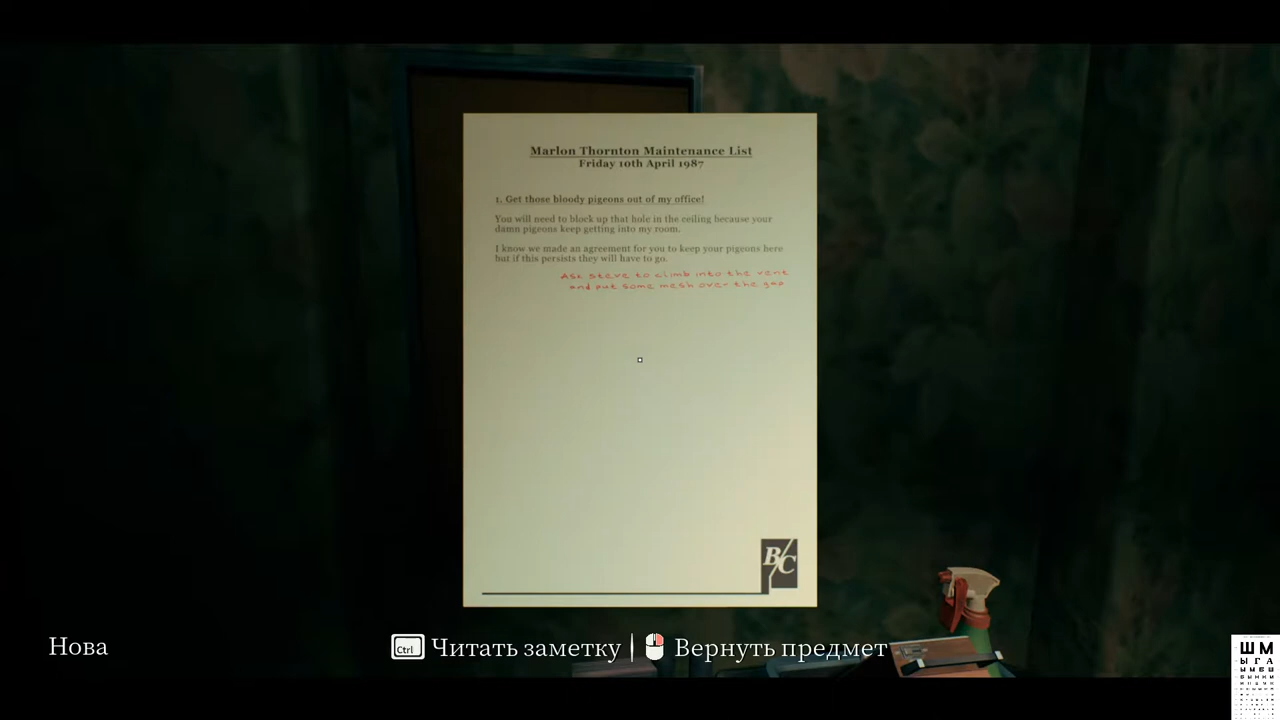 Marlon Thornton Maintenance List
Friday 10th April 1987
1. Get those bloody pigeons out of my office!
You will need to block up that hole in the ceiling because your
damn pigeons keep getting into my room.
I know we made an agreement for you to keep your pigeons here
but if this persists they will have to go.
Ask steve to climb into the vent
and put some mesh over the gap
B/C
Нова
Ctrl Читать заметку | Вернуть предмет
Ш М
Ы Г А